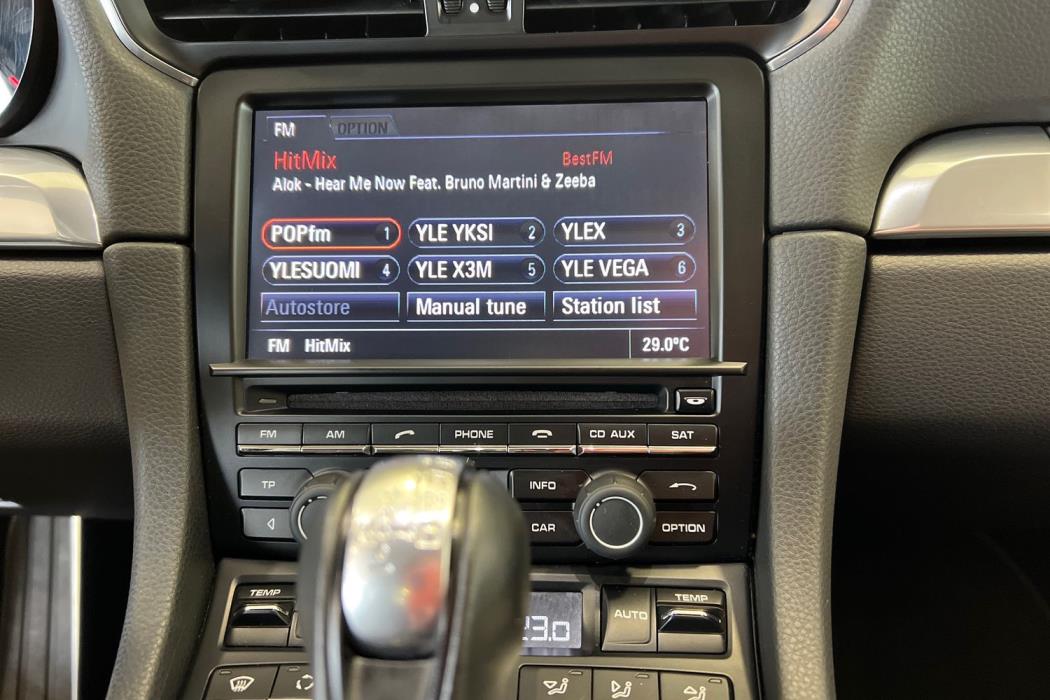 FM OPTION
HitMix BestFM
Alok - Hear Me Now Feat. Bruno Martini & Zeeba
POPfm 1 YLE YKSI 2 YLEX 3
YLESUOMI 4 YLE X3M 5 YLE VEGA 6
Autostore Manual tune Station list
FM HitMix 29.0°C
FM AM PHONE CD AUX SAT
TP INFO
CAR OPTION
TEMP AUTO TEMP
23.0